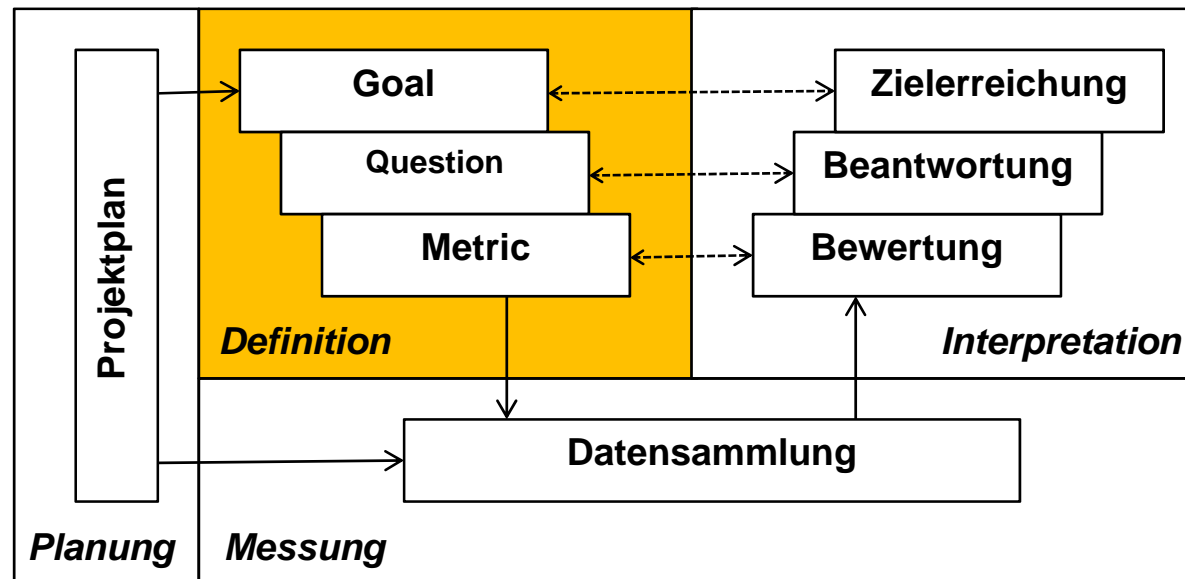 Projektplan
Goal
Question
Metric
Definition
Zielerreichung
Beantwortung
Bewertung
Interpretation
Datensammlung
Planung
Messung